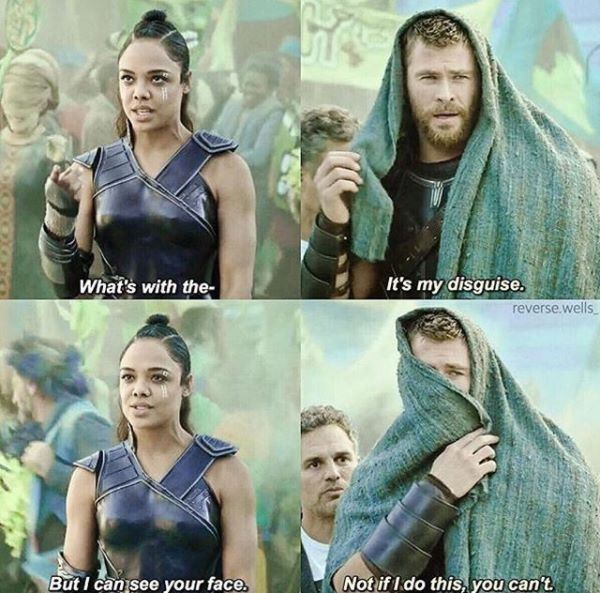 What's with the-
It's my disguise.
reverse.wells_
But I can see your face.
Not if I do this, you can't.